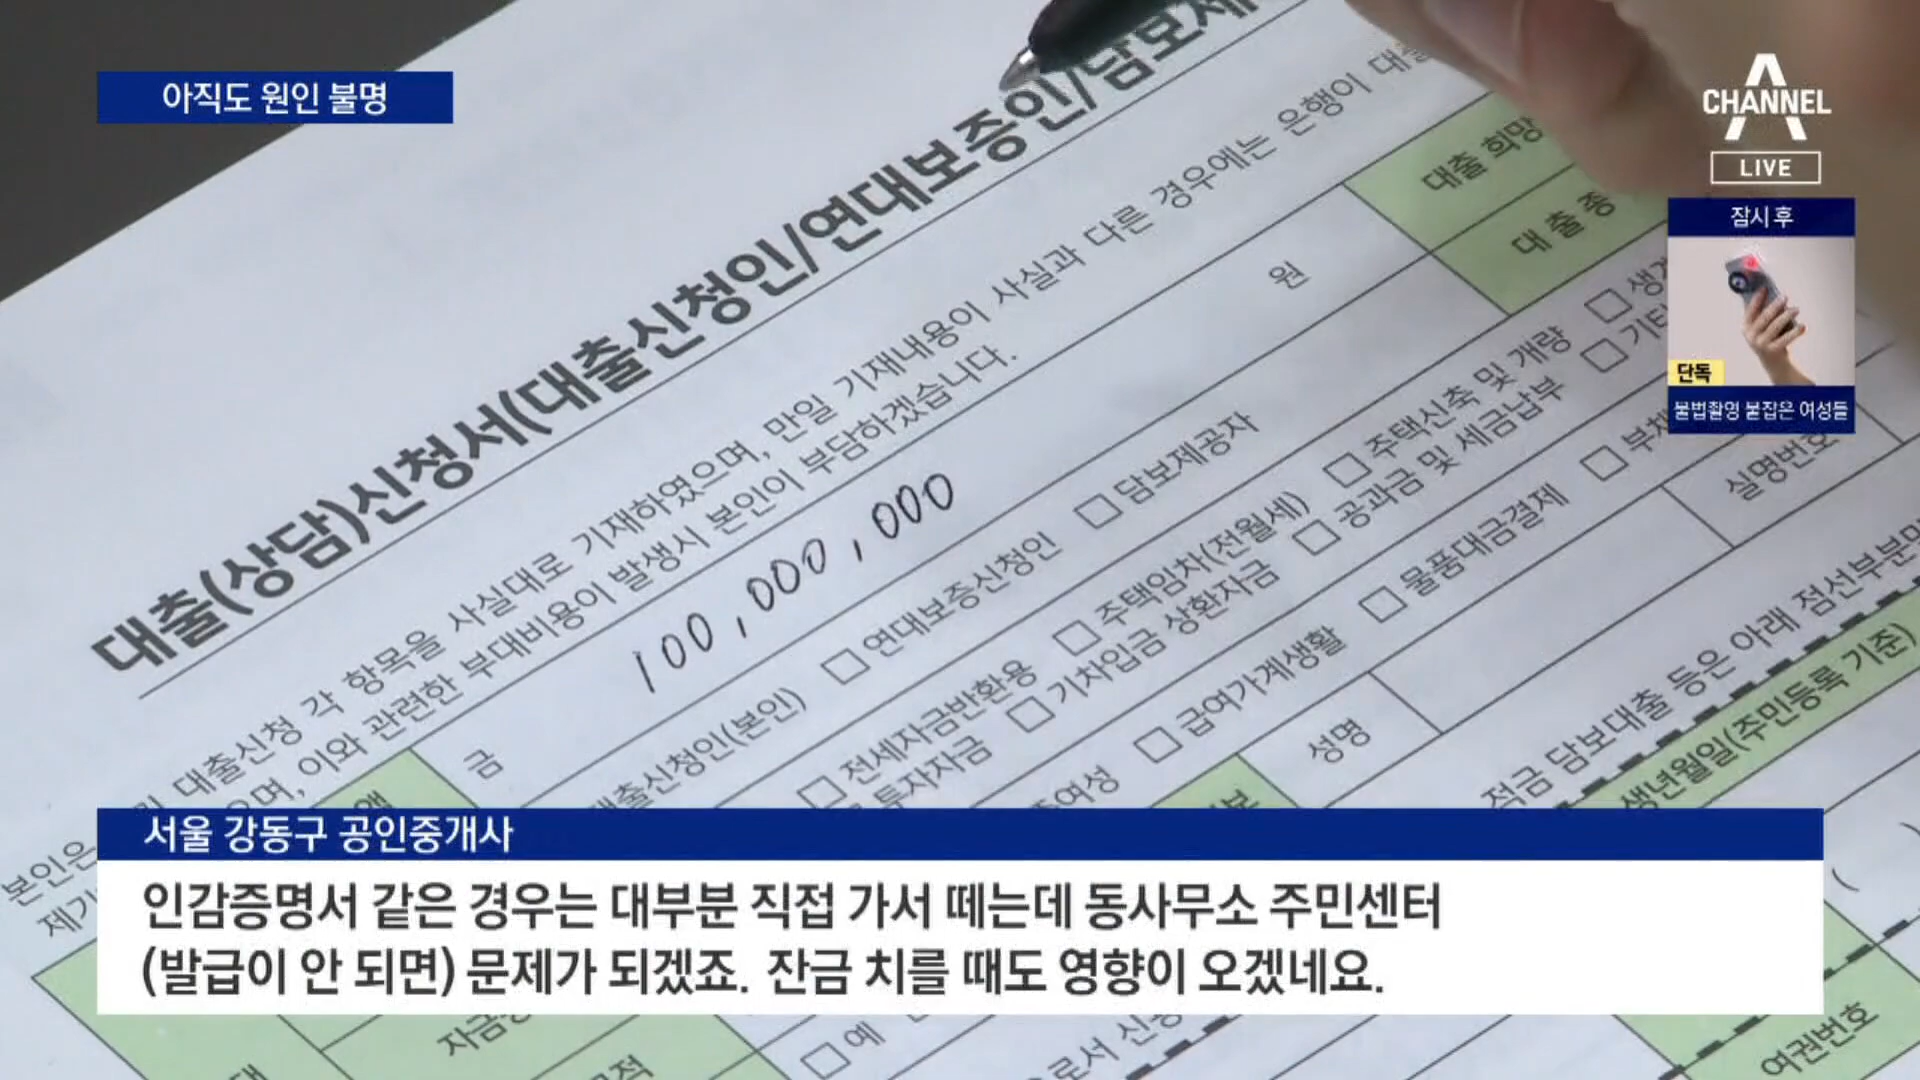 아직도 원인 불명
CHANNEL A
LIVE
잠시 후
단독
불법촬영 붙잡은 여성들
대출(상담)신청서(대출신청인/연대보증인/담보제
대출신청 각 항목을 사실대로 기재하였으며, 만일 기재내용이 사실과 다른 경우에는 은행이 대출
으며, 이와 관련한 부대비용이 발생시 본인이 부담하겠습니다.
대출 희망
대출종
금 100,000,000 원
대출신청인(본인) 연대보증신청인 담보제공자
전세자금반환용 주택임차(전월세) 주택신축 및 개량
투자자금 기차입금 상환자금 공과금 및 세금납부 기타
급여가계생활 물품대금결제
성명
실명번호
적금 담보대출 등은 아래 점선부분만
생년월일(주민등록 기준)
본인은
예
여권번호
서울 강동구 공인중개사
인감증명서 같은 경우는 대부분 직접 가서 떼는데 동사무소 주민센터
(발급이 안 되면) 문제가 되겠죠. 잔금 치를 때도 영향이 오겠네요.